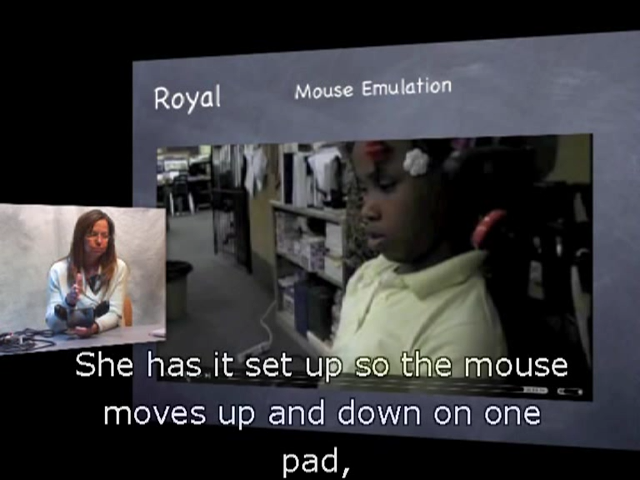 Royal
Mouse Emulation
She has it set up so the mouse
moves up and down on one
pad,